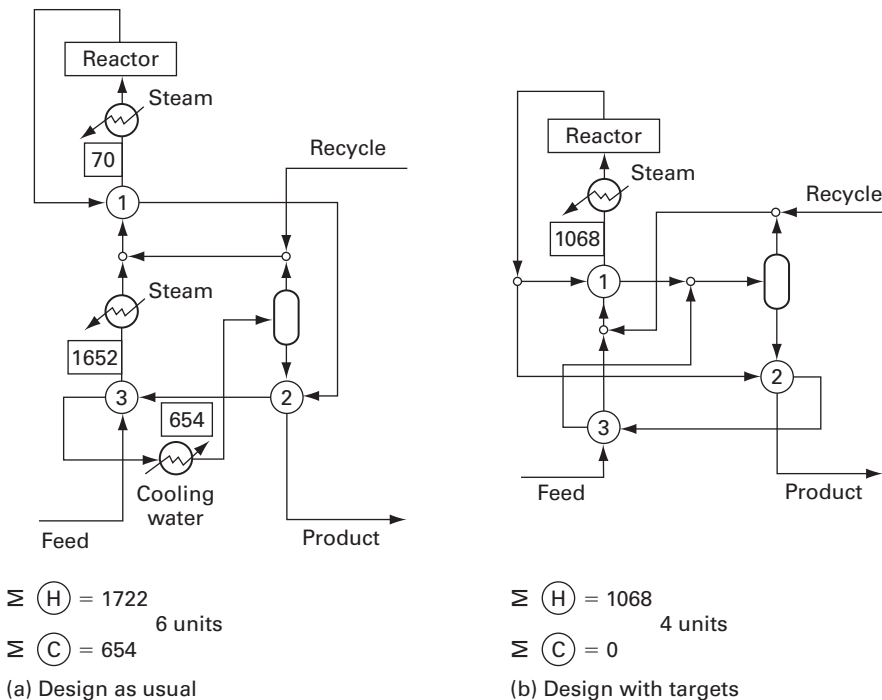 Reactor
Steam
70
Recycle
1
Steam
1652
3
2
654
Cooling
water
Feed
Product
Σ H = 1722
6 units
Σ C = 654
(a) Design as usual
Reactor
Steam
Recycle
1068
1
2
3
Feed
Product
Σ H = 1068
4 units
Σ C = 0
(b) Design with targets